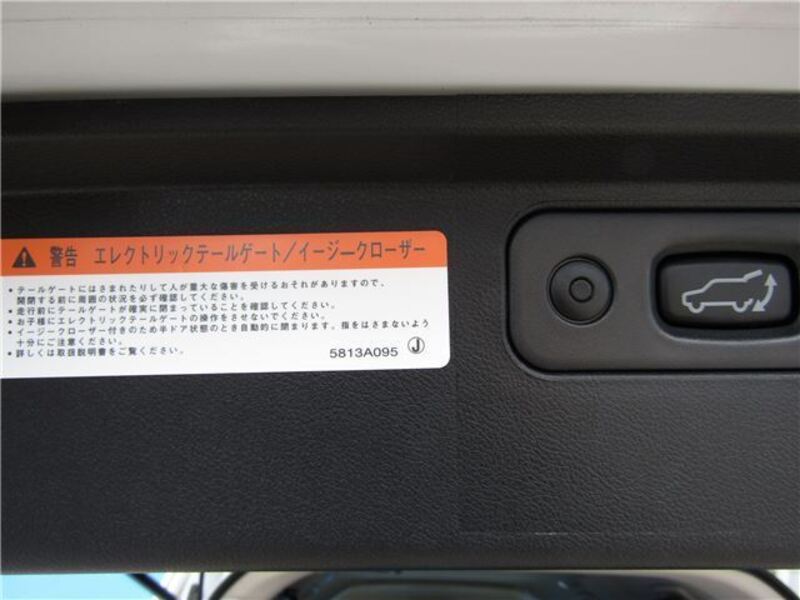 警告 エレクトリックテールゲート/イージークローザー
•テールゲートにはさまれたりして人が重大な傷害を受けるおそれがありますので、
開閉する前に周囲の状況を必ず確認してください。
•走行前にテールゲートが確実に閉まっていることを確認してください。
•お子様にエレクトリックテールゲートの操作をさせないでください。
•イージークローザー付きのため半ドア状態のとき自動的に閉まります。指をはさまないよう
十分にご注意ください。
•詳しくは取扱説明書をご覧ください。
5813A095 Ⓙ